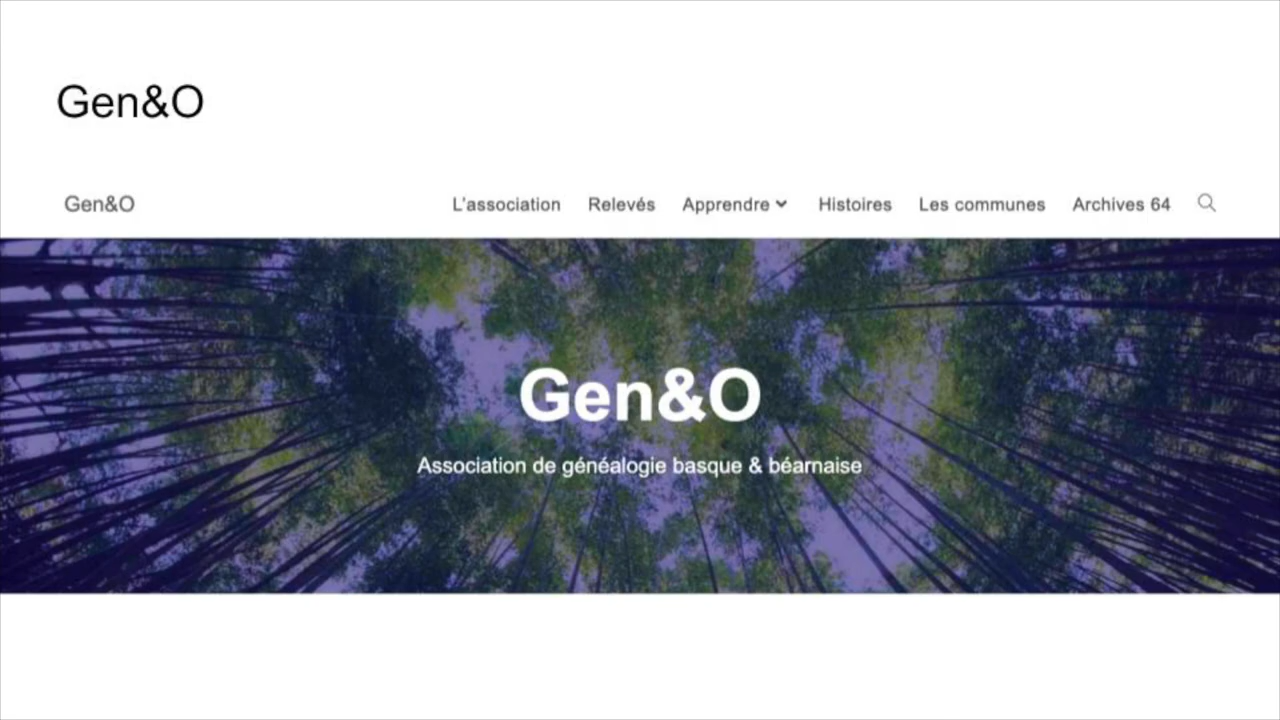 Gen&O
Gen&O L'association Relevés Apprendre Histoires Les communes Archives 64
Gen&O
Association de généalogie basque & béarnaise